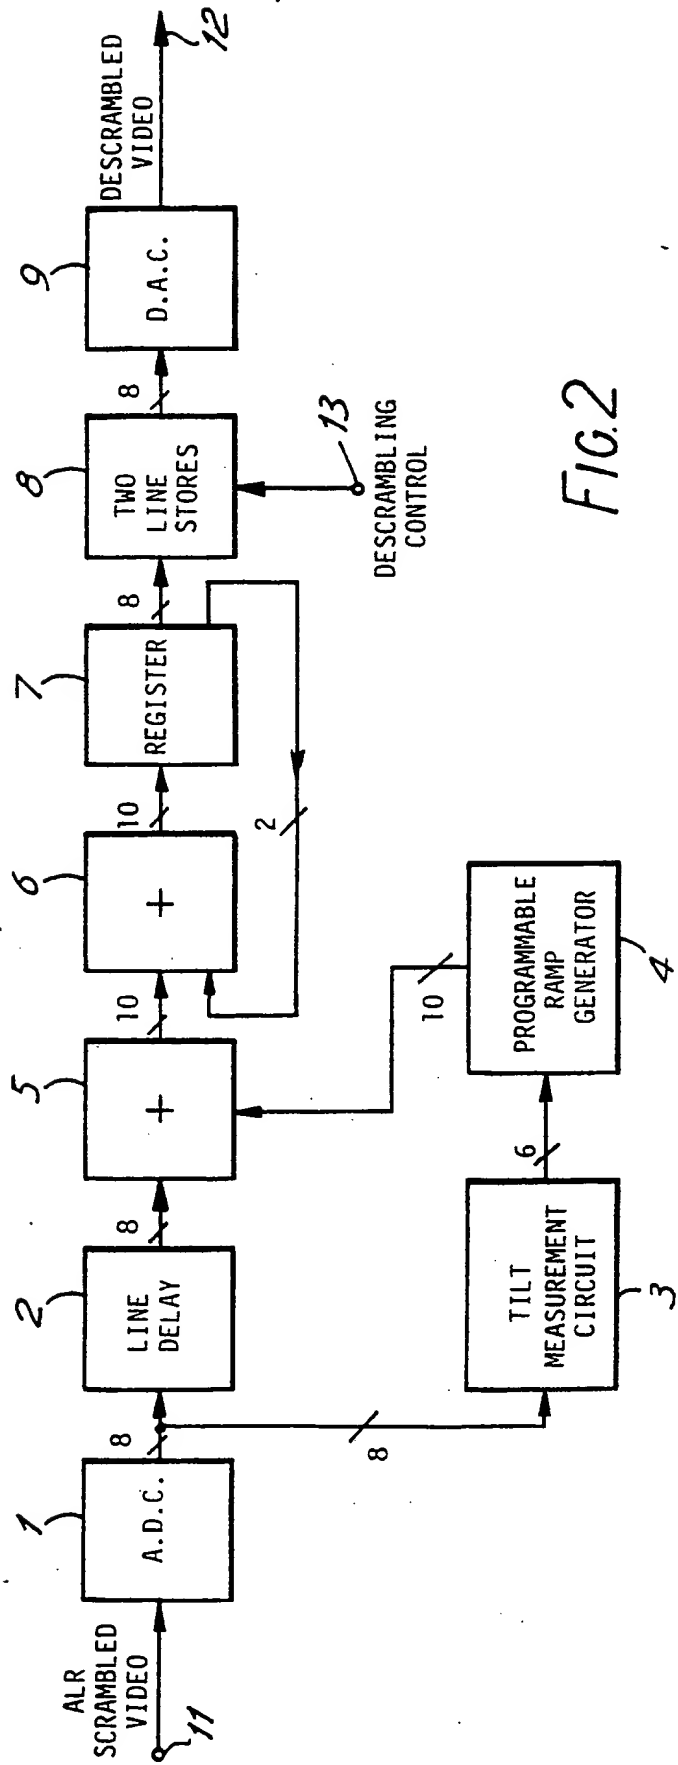 ALR
SCRAMBLED
VIDEO
11
1
A.D.C.
8
8
2
LINE
DELAY
8
3
TILT
MEASUREMENT
CIRCUIT
6
4
PROGRAMMABLE
RAMP
GENERATOR
10
5
+
10
6
+
10
2
7
REGISTER
8
8
TWO
LINE
STORES
13
DESCRAMBLING
CONTROL
8
9
D.A.C.
DESCRAMBLED
VIDEO
12
FIG.2